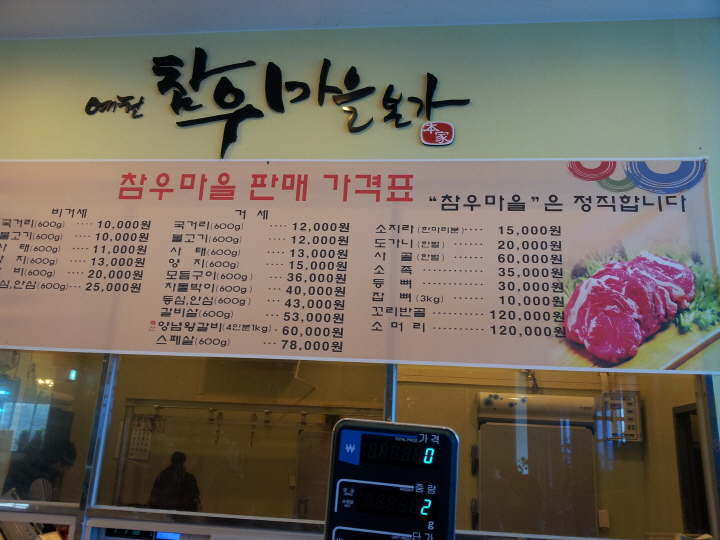 예천 참우마을 본가
本家
참우마을 판매 가격표 “참우마을”은 정직합니다
비거세
국거리(600g) ···· 10,000원
불고기(600g) ···· 10,000원
사 태(600g) ···· 11,000원
지(600g) ···· 13,000원
비(600g) ···· 20,000원
심,안심(600g) ···· 25,000원
거 세
국거리(600g) ···· 12,000원
불고기(600g) ···· 12,000원
사 태(600g) ···· 13,000원
양 지(600g) ···· 15,000원
모듬구이(600g) ···· 36,000원
차돌박이(600g) ···· 40,000원
등심,안심(600g) ···· 43,000원
갈비살(600g) ···· 53,000원
양념왕갈비(4인분1kg) ·· 60,000원
스페샬(600g) ··· 78,000원
소지라(한마리분) ···· 15,000원
도가니(한벌) ······ 20,000원
사 골(한벌) ······ 60,000원
소 족 ········ 35,000원
등 뼈 ········ 30,000원
잡 뼈(3kg) ······ 10,000원
꼬리반골 ········ 120,000원
소머리 ········ 120,000원
가격
₩ 0
중량
2
g
단가